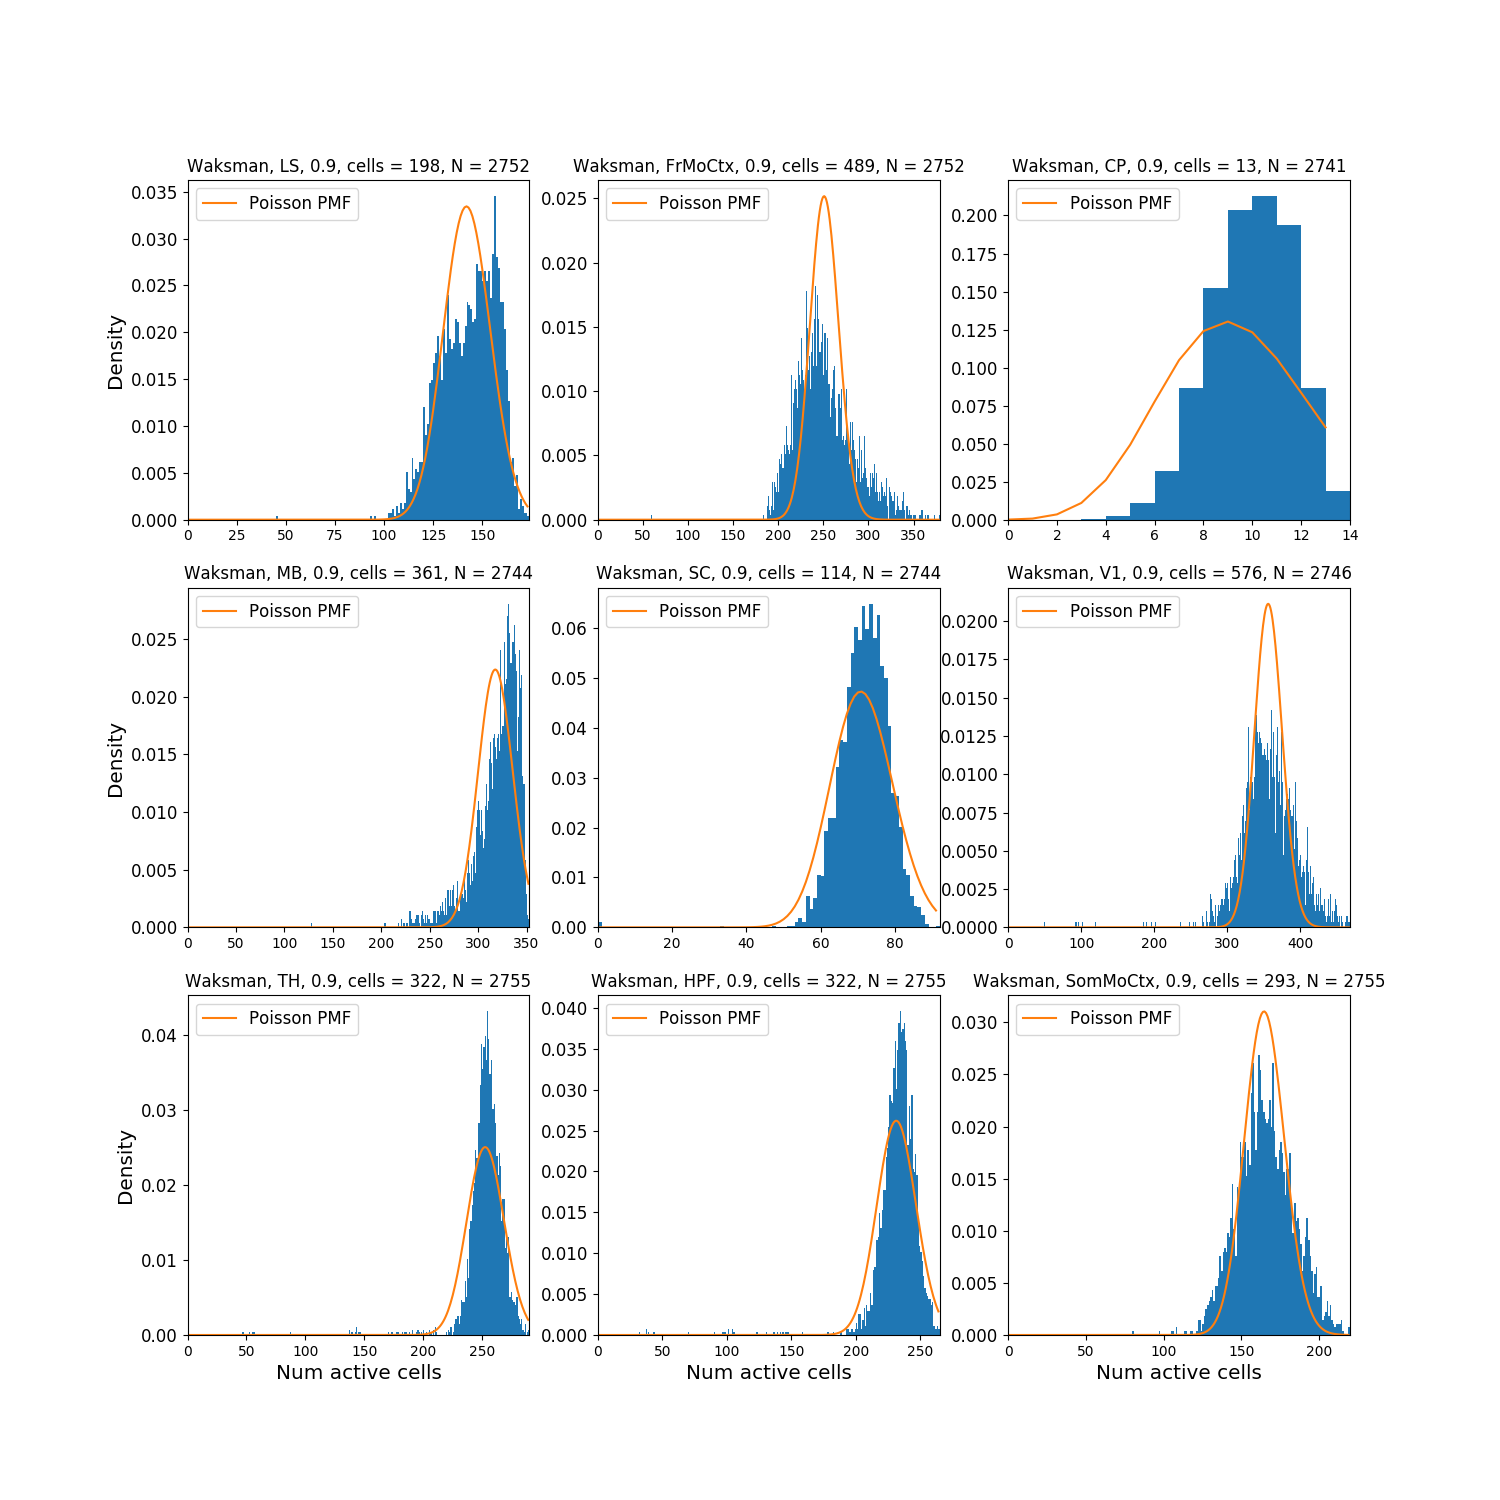 Waksman, LS, 0.9, cells = 198, N = 2752
Waksman, FrMoCtx, 0.9, cells = 489, N = 2752
Waksman, CP, 0.9, cells = 13, N = 2741
Poisson PMF
Poisson PMF
Poisson PMF
Density
0.035
0.030
0.025
0.020
0.015
0.010
0.005
0.000
0 25 50 75 100 125 150
0.025
0.020
0.015
0.010
0.005
0.000
0 50 100 150 200 250 300 350
0.200
0.175
0.150
0.125
0.100
0.075
0.050
0.025
0.000
0 2 4 6 8 10 12 14
Waksman, MB, 0.9, cells = 361, N = 2744
Waksman, SC, 0.9, cells = 114, N = 2744
Waksman, V1, 0.9, cells = 576, N = 2746
Poisson PMF
Poisson PMF
Poisson PMF
Density
0.025
0.020
0.015
0.010
0.005
0.000
0 50 100 150 200 250 300 350
0.06
0.05
0.04
0.03
0.02
0.01
0.00
0 20 40 60 80
0.0200
0.0175
0.0150
0.0125
0.0100
0.0075
0.0050
0.0025
0.0000
0 100 200 300 400
Waksman, TH, 0.9, cells = 322, N = 2755
Waksman, HPF, 0.9, cells = 322, N = 2755
Waksman, SomMoCtx, 0.9, cells = 293, N = 2755
Poisson PMF
Poisson PMF
Poisson PMF
Density
0.04
0.03
0.02
0.01
0.00
0 50 100 150 200 250
Num active cells
0.040
0.035
0.030
0.025
0.020
0.015
0.010
0.005
0.000
0 50 100 150 200 250
Num active cells
0.030
0.025
0.020
0.015
0.010
0.005
0.000
0 50 100 150 200
Num active cells